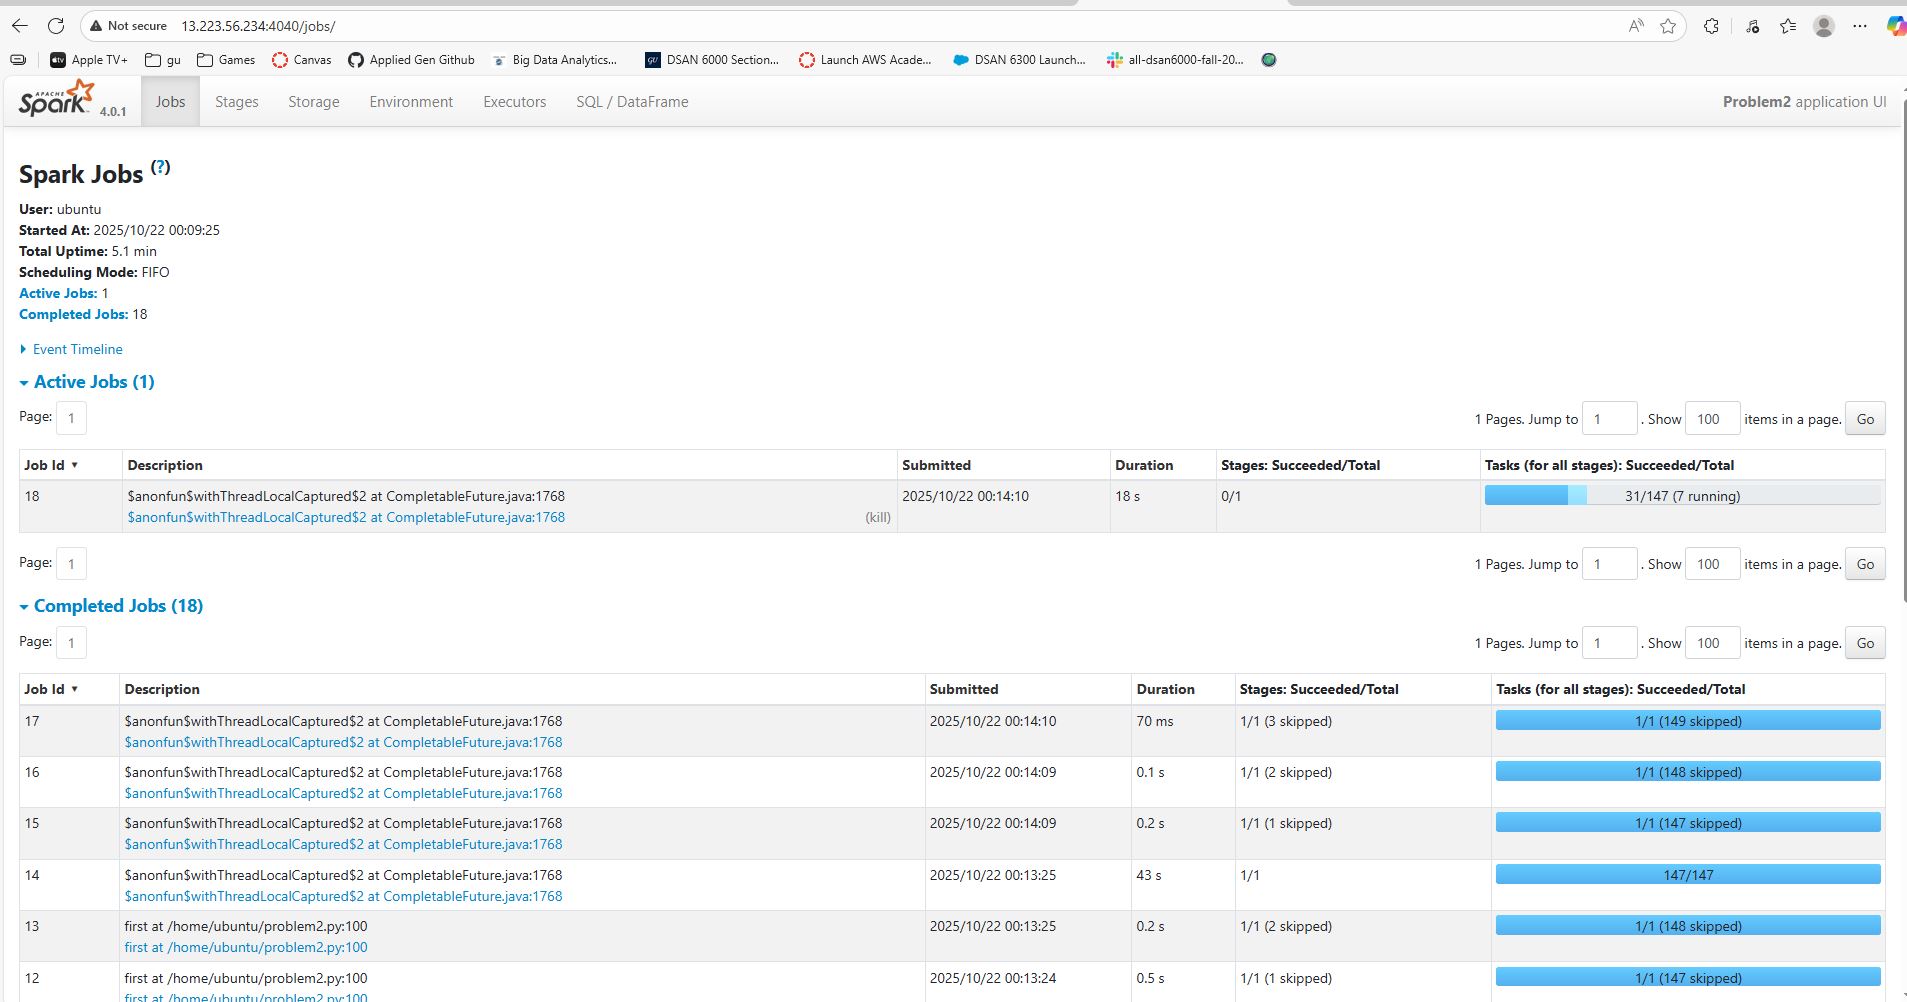 Not secure 13.223.56.234:4040/jobs/
Apple TV+ gu Games Canvas Applied Gen Github Big Data Analytics... GU DSAN 6000 Section... Launch AWS Acade... DSAN 6300 Launch... all-dsan6000-fall-20...
APACHE Spark 4.0.1 Jobs Stages Storage Environment Executors SQL / DataFrame Problem2 application UI
Spark Jobs (?)
User: ubuntu
Started At: 2025/10/22 00:09:25
Total Uptime: 5.1 min
Scheduling Mode: FIFO
Active Jobs: 1
Completed Jobs: 18
Event Timeline
Active Jobs (1)
Page: 1 1 Pages. Jump to 1 . Show 100 items in a page. Go
Job Id ▾ Description Submitted Duration Stages: Succeeded/Total Tasks (for all stages): Succeeded/Total
18 $anonfun$withThreadLocalCaptured$2 at CompletableFuture.java:1768 2025/10/22 00:14:10 18 s 0/1 31/147 (7 running)
$anonfun$withThreadLocalCaptured$2 at CompletableFuture.java:1768 (kill)
Page: 1 1 Pages. Jump to 1 . Show 100 items in a page. Go
Completed Jobs (18)
Page: 1 1 Pages. Jump to 1 . Show 100 items in a page. Go
Job Id ▾ Description Submitted Duration Stages: Succeeded/Total Tasks (for all stages): Succeeded/Total
17 $anonfun$withThreadLocalCaptured$2 at CompletableFuture.java:1768 2025/10/22 00:14:10 70 ms 1/1 (3 skipped) 1/1 (149 skipped)
$anonfun$withThreadLocalCaptured$2 at CompletableFuture.java:1768
16 $anonfun$withThreadLocalCaptured$2 at CompletableFuture.java:1768 2025/10/22 00:14:09 0.1 s 1/1 (2 skipped) 1/1 (148 skipped)
$anonfun$withThreadLocalCaptured$2 at CompletableFuture.java:1768
15 $anonfun$withThreadLocalCaptured$2 at CompletableFuture.java:1768 2025/10/22 00:14:09 0.2 s 1/1 (1 skipped) 1/1 (147 skipped)
$anonfun$withThreadLocalCaptured$2 at CompletableFuture.java:1768
14 $anonfun$withThreadLocalCaptured$2 at CompletableFuture.java:1768 2025/10/22 00:13:25 43 s 1/1 147/147
$anonfun$withThreadLocalCaptured$2 at CompletableFuture.java:1768
13 first at /home/ubuntu/problem2.py:100 2025/10/22 00:13:25 0.2 s 1/1 (2 skipped) 1/1 (148 skipped)
first at /home/ubuntu/problem2.py:100
12 first at /home/ubuntu/problem2.py:100 2025/10/22 00:13:24 0.5 s 1/1 (1 skipped) 1/1 (147 skipped)
first at /home/ubuntu/problem2.py:100